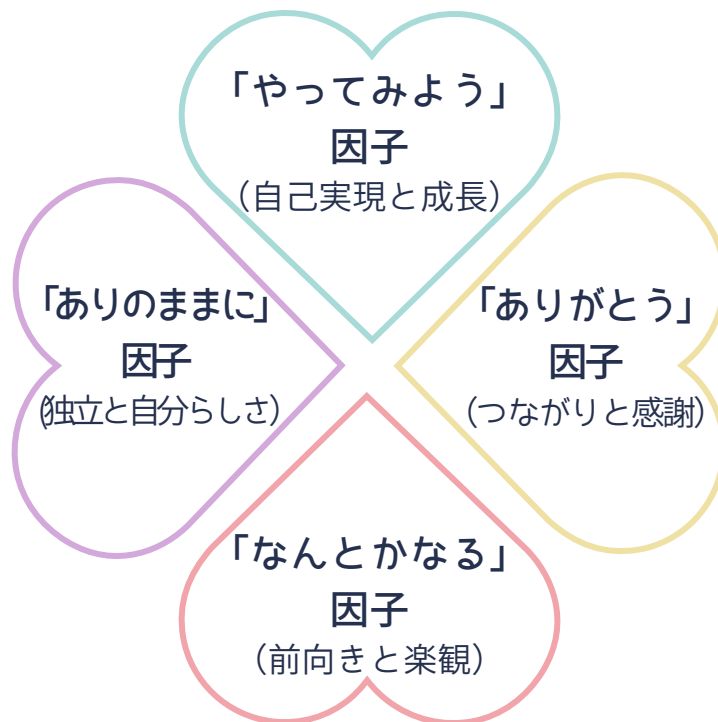 「やってみよう」
因子
（自己実現と成長）
「ありのままに」
因子
（独立と自分らしさ）
「ありがとう」
因子
（つながりと感謝）
「なんとかなる」
因子
（前向きと楽観）